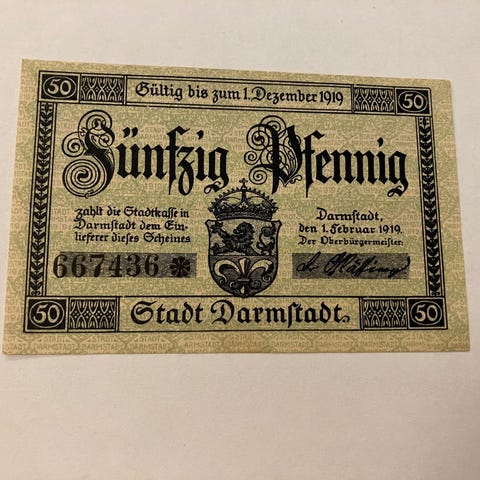 50 Gültig bis zum 1. Dezember 1919 50
Fünfzig Pfennig
zahlt die Stadtkasse in
Darmstadt dem Ein-
lieferer dieses Scheines
667436 *
Darmstadt,
den 1. Februar 1919.
Der Oberbürgermeister:
50 Stadt Darmstadt. 50